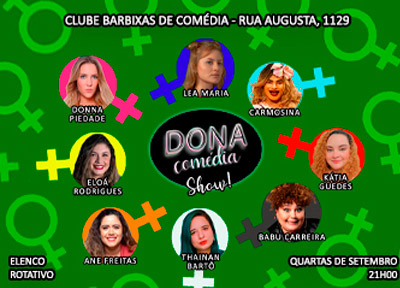 CLUBE BARBIXAS DE COMÉDIA - RUA AUGUSTA, 1129
LEA MARIA
DONNA
PIEDADE
CARMOSINA
DONA
comédia
Show!
ELOÁ
RODRIGUES
KÁTIA
GUEDES
BABÚ CARREIRA
ANE FREITAS
THAINAN
BARTÔ
ELENCO
ROTATIVO
QUARTAS DE SETEMBRO
21H00